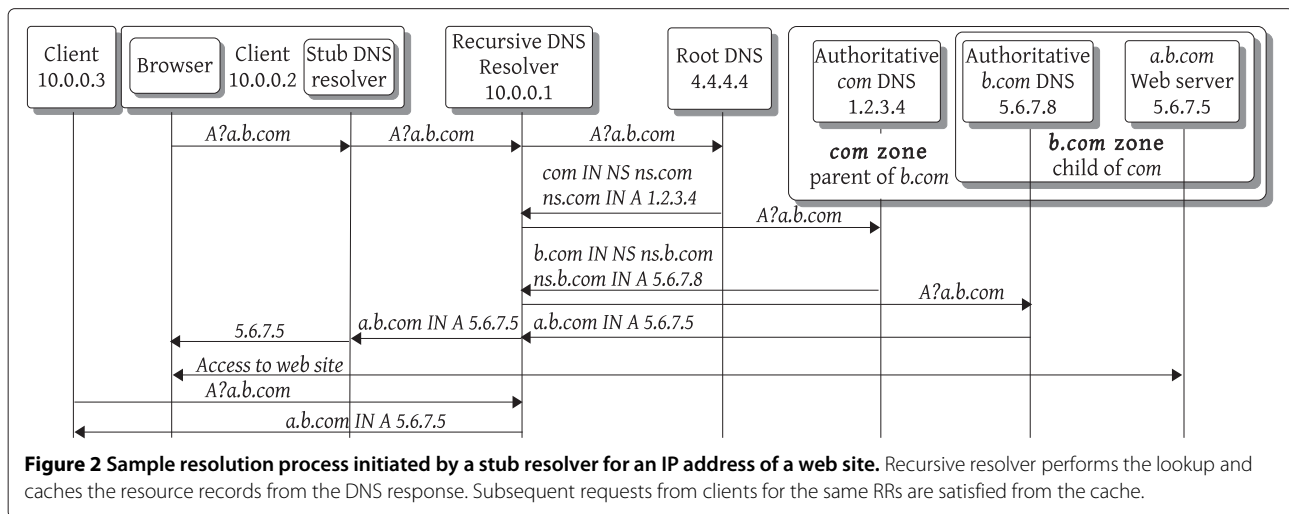 Client
10.0.0.3
Browser
Client
10.0.0.2
Stub DNS
resolver
Recursive DNS
Resolver
10.0.0.1
Root DNS
4.4.4.4
Authoritative
com DNS
1.2.3.4
Authoritative
b.com DNS
5.6.7.8
a.b.com
Web server
5.6.7.5
com zone
parent of b.com
b.com zone
child of com
A?a.b.com
A?a.b.com
A?a.b.com
com IN NS ns.com
ns.com IN A 1.2.3.4
A?a.b.com
b.com IN NS ns.b.com
ns.b.com IN A 5.6.7.8
A?a.b.com
a.b.com IN A 5.6.7.5
a.b.com IN A 5.6.7.5
5.6.7.5
Access to web site
A?a.b.com
a.b.com IN A 5.6.7.5
Figure 2 Sample resolution process initiated by a stub resolver for an IP address of a web site. Recursive resolver performs the lookup and
caches the resource records from the DNS response. Subsequent requests from clients for the same RRs are satisfied from the cache.